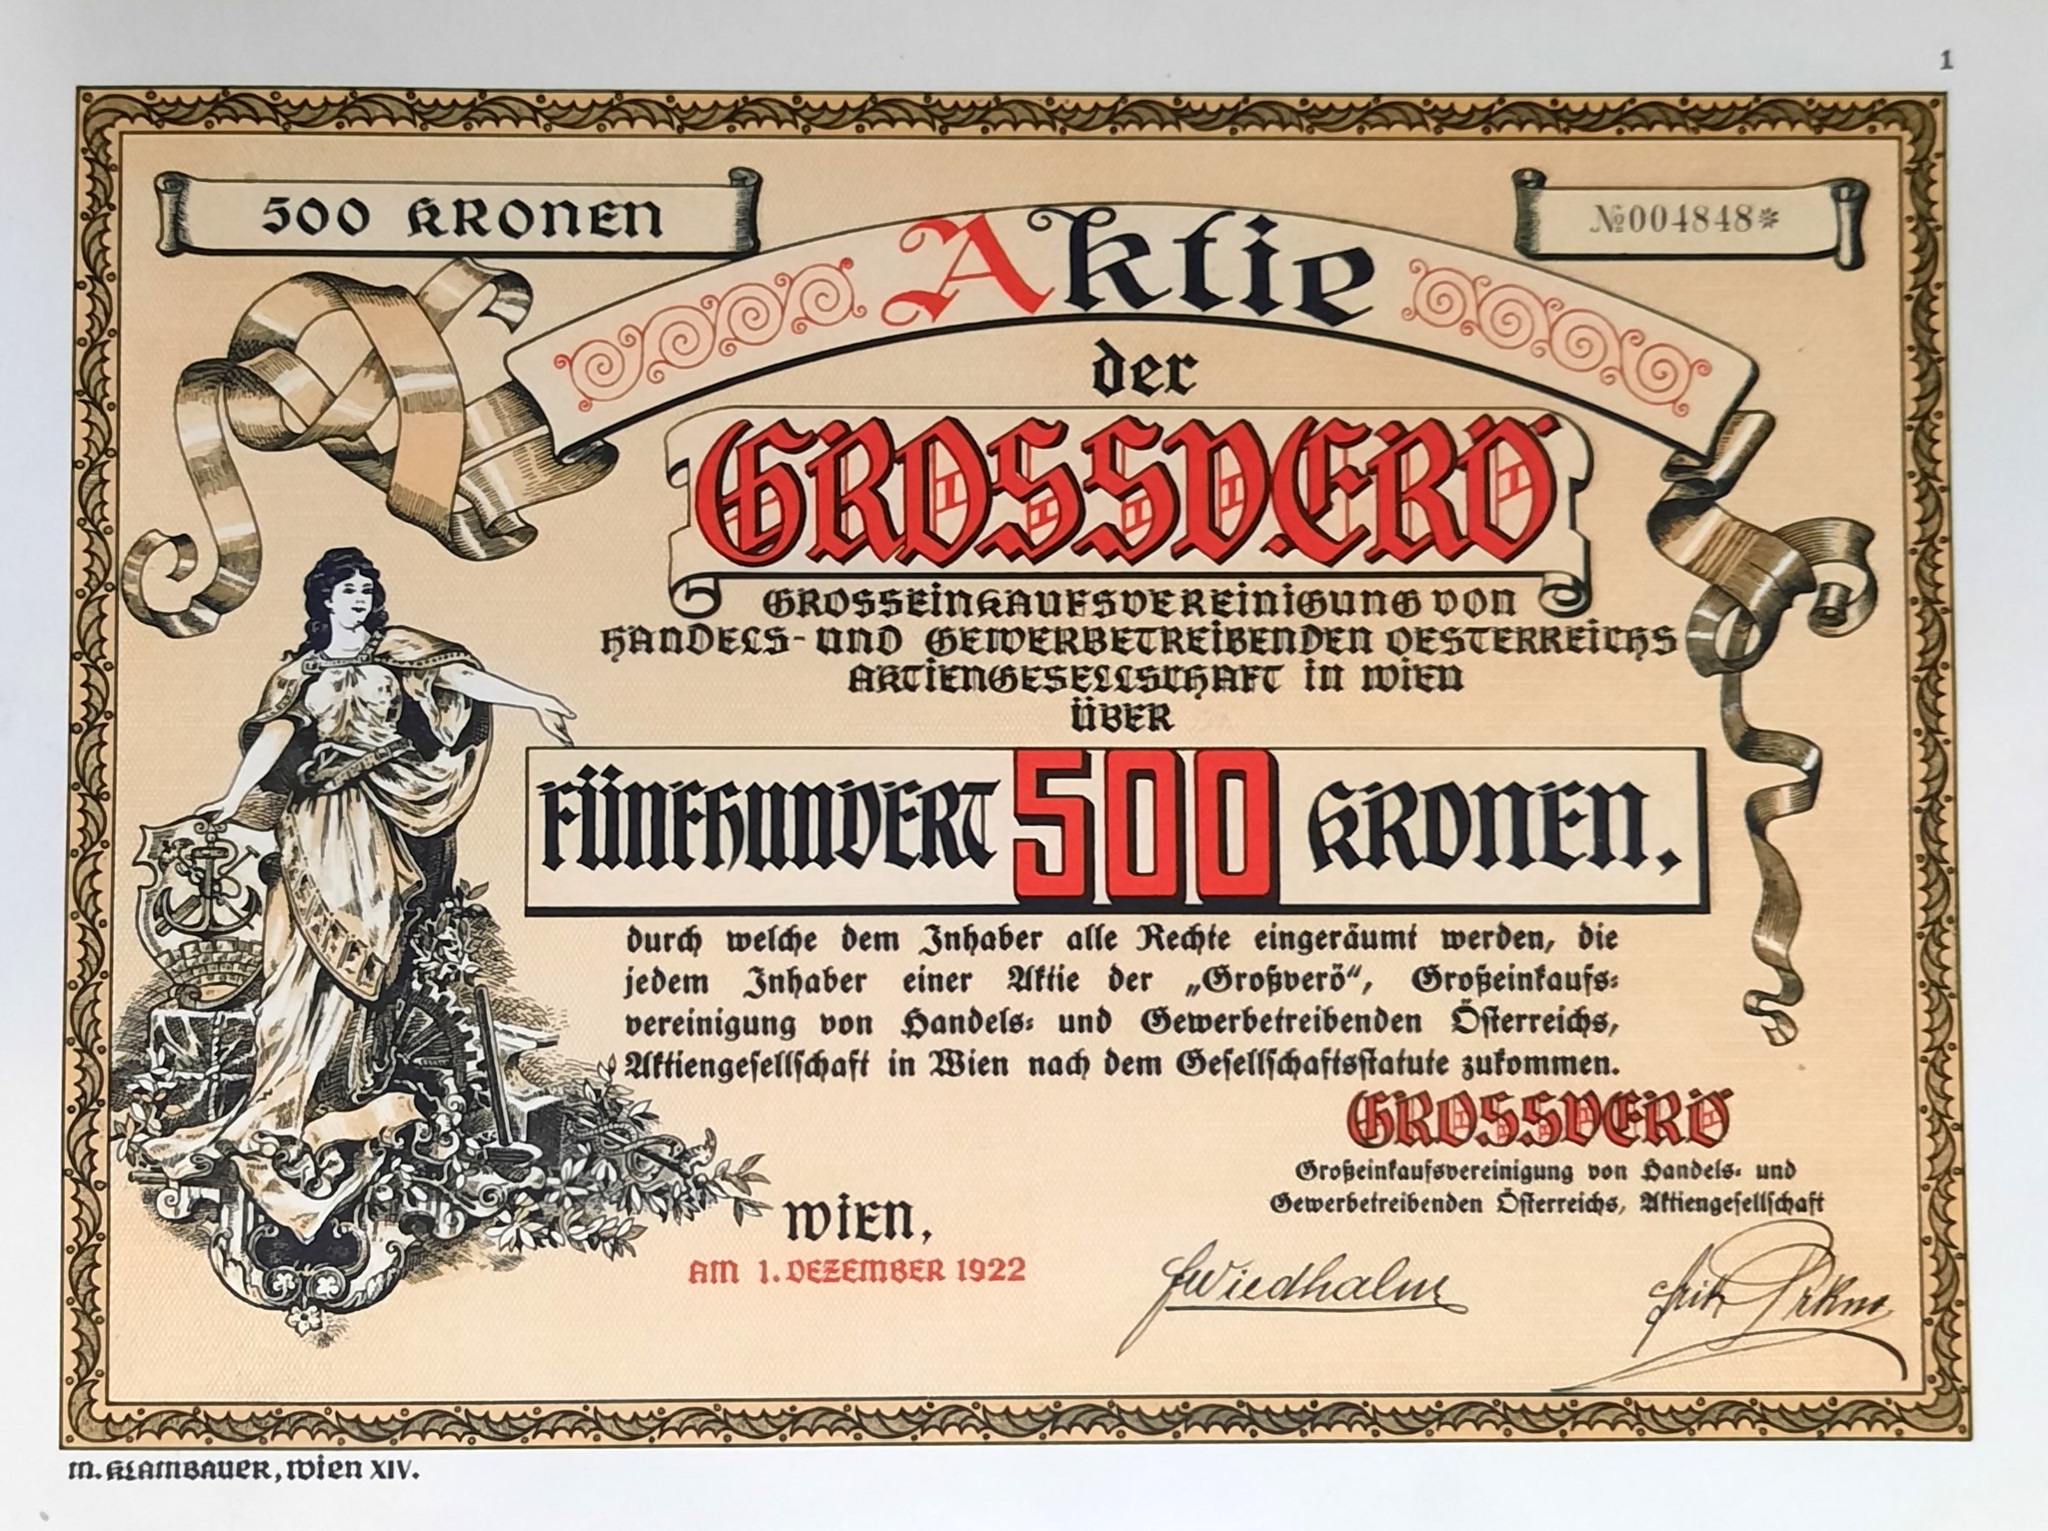 1
500 KRONEN
№004848*
Aktie
der
GROSSVERÖ
GROSSEINKAUFSVEREINIGUNG VON
HANDELS- UND GEWERBETREIBENDEN OESTERREICHS
AKTIENGESELLSCHAFT IN WIEN
ÜBER
FÜNFHUNDERT 500 KRONEN.
durch welche dem Inhaber alle Rechte eingeräumt werden, die
jedem Inhaber einer Aktie der „Großverö“, Großeinkaufs-
vereinigung von Handels- und Gewerbetreibenden Österreichs,
Aktiengesellschaft in Wien nach dem Gesellschaftsstatute zukommen.
GROSSVERÖ
Großeinkaufsvereinigung von Handels- und
Gewerbetreibenden Österreichs, Aktiengesellschaft
WIEN,
AM 1. DEZEMBER 1922
FWiedhalm
Fritz
M. KLAMBAUER, WIEN XIV.